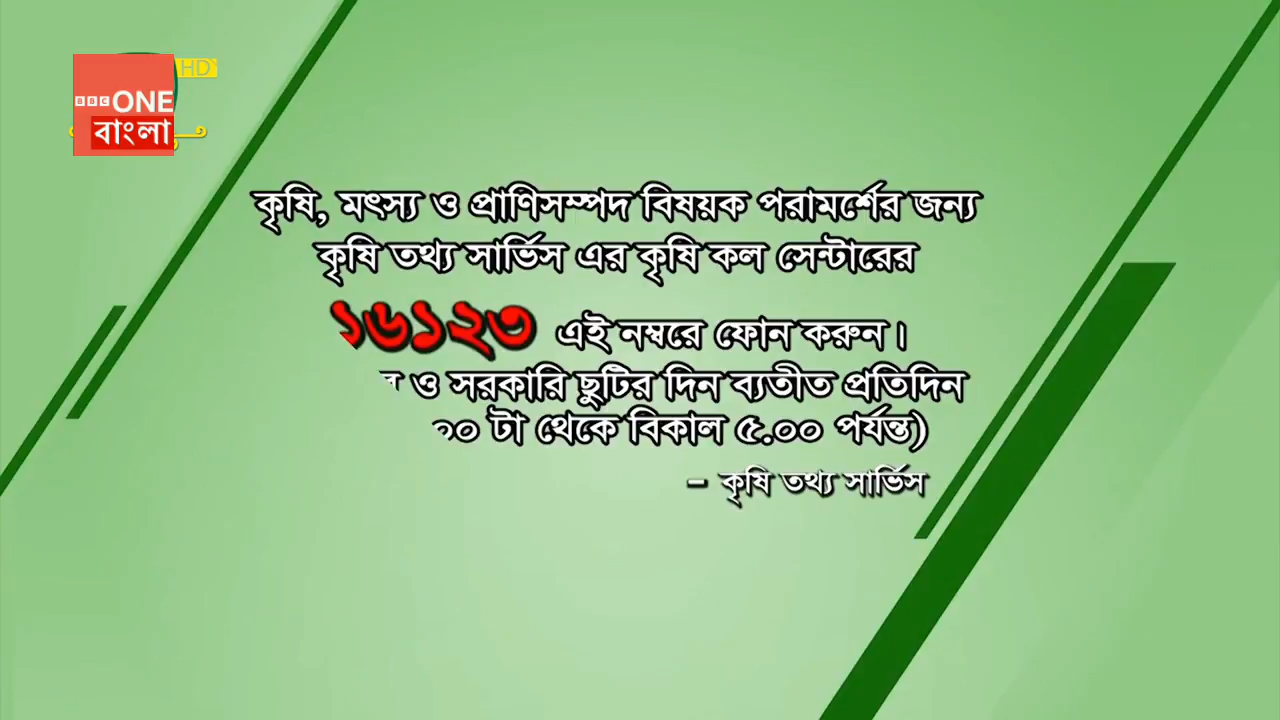 HD
BBC ONE
বাংলা
কৃষি, মৎস্য ও প্রাণিসম্পদ বিষয়ক পরামর্শের জন্য
কৃষি তথ্য সার্ভিস এর কৃষি কল সেন্টারের
১৬১২৩ এই নম্বরে ফোন করুন।
ও সরকারি ছুটির দিন ব্যতীত প্রতিদিন
০০ টা থেকে বিকাল ৫.০০ পর্যন্ত)
- কৃষি তথ্য সার্ভিস